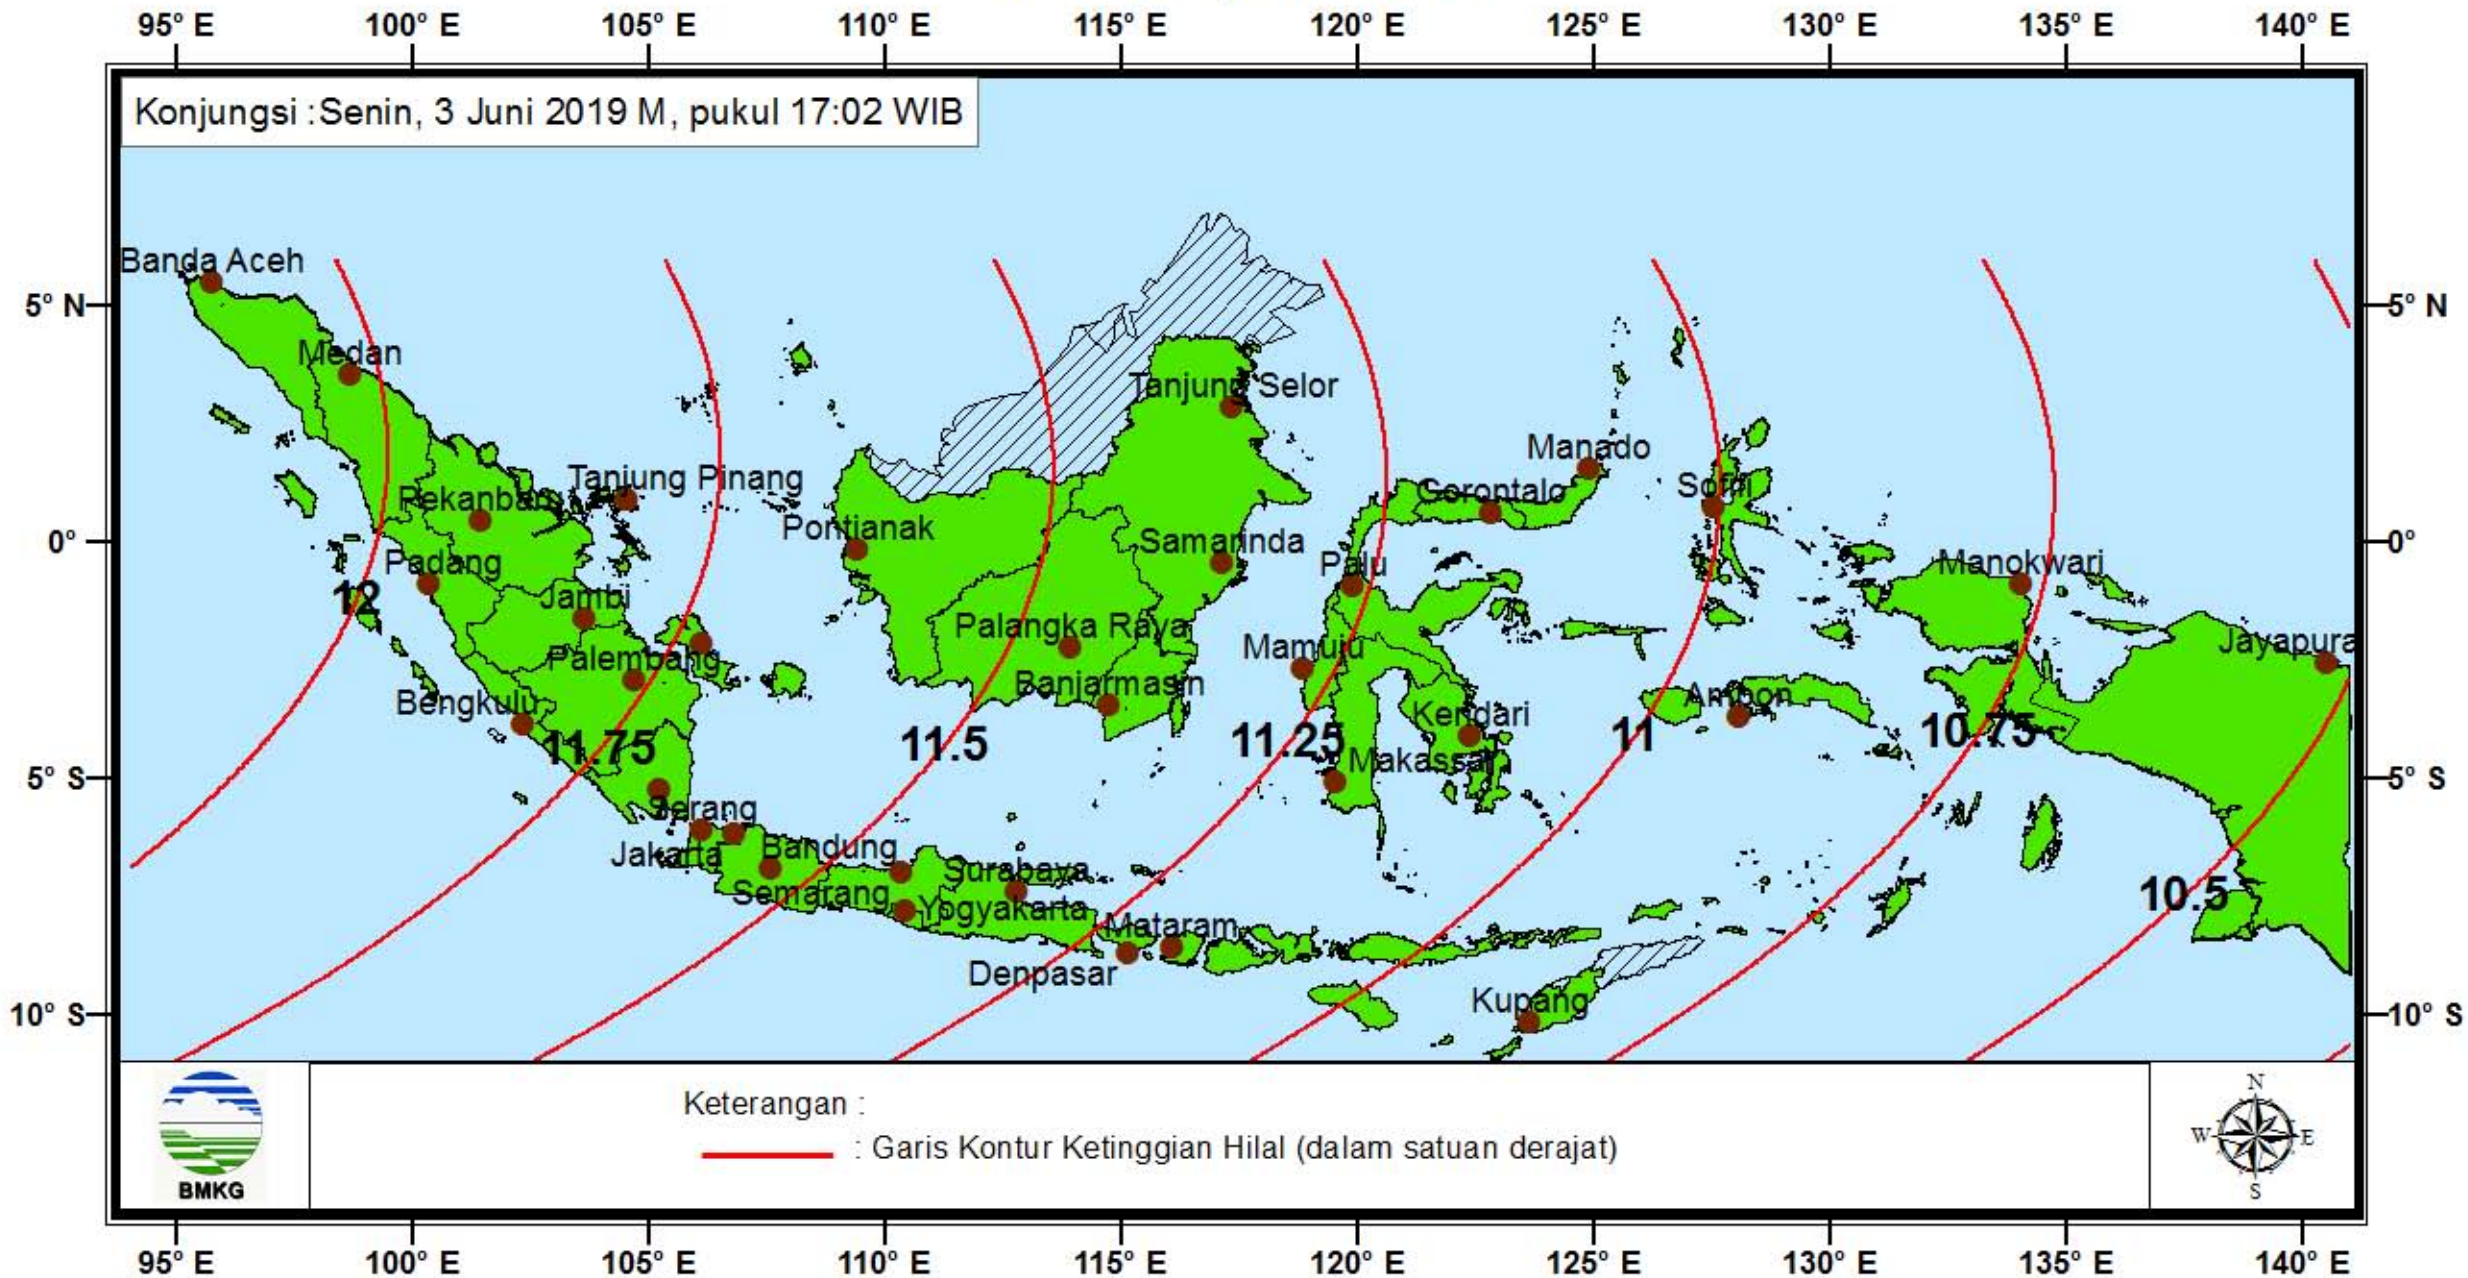 95° E 100° E 105° E 110° E 115° E 120° E 125° E 130° E 135° E 140° E
Konjungsi :Senin, 3 Juni 2019 M, pukul 17:02 WIB
Banda Aceh
5° N 5° N
Medan
Tanjung Selor
Manado
Tanjung Pinang
Pekanbaru Gorontalo Sofifi
Pontianak
0° Samarinda 0°
Padang Palu Manokwari
12 Jambi
Palangka Raya
Palembang Mamuju Jayapura
Banjarmasin
Bengkulu Kendari Ambon
11.75 11.5 11.25 11 10.75
Makassar
5° S 5° S
Serang
Jakarta Bandung
Surabaya
Semarang 10.5
Yogyakarta
Mataram
Denpasar
Kupang
10° S 10° S
N
W E
S
Keterangan :
: Garis Kontur Ketinggian Hilal (dalam satuan derajat)
BMKG
95° E 100° E 105° E 110° E 115° E 120° E 125° E 130° E 135° E 140° E